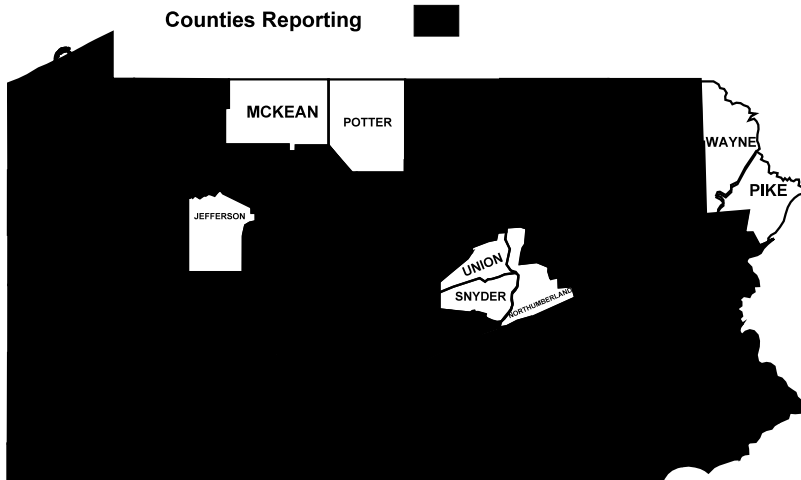 Counties Reporting
MCKEAN
POTTER
WAYNE
PIKE
JEFFERSON
UNION
SNYDER
NORTHUMBERLAND